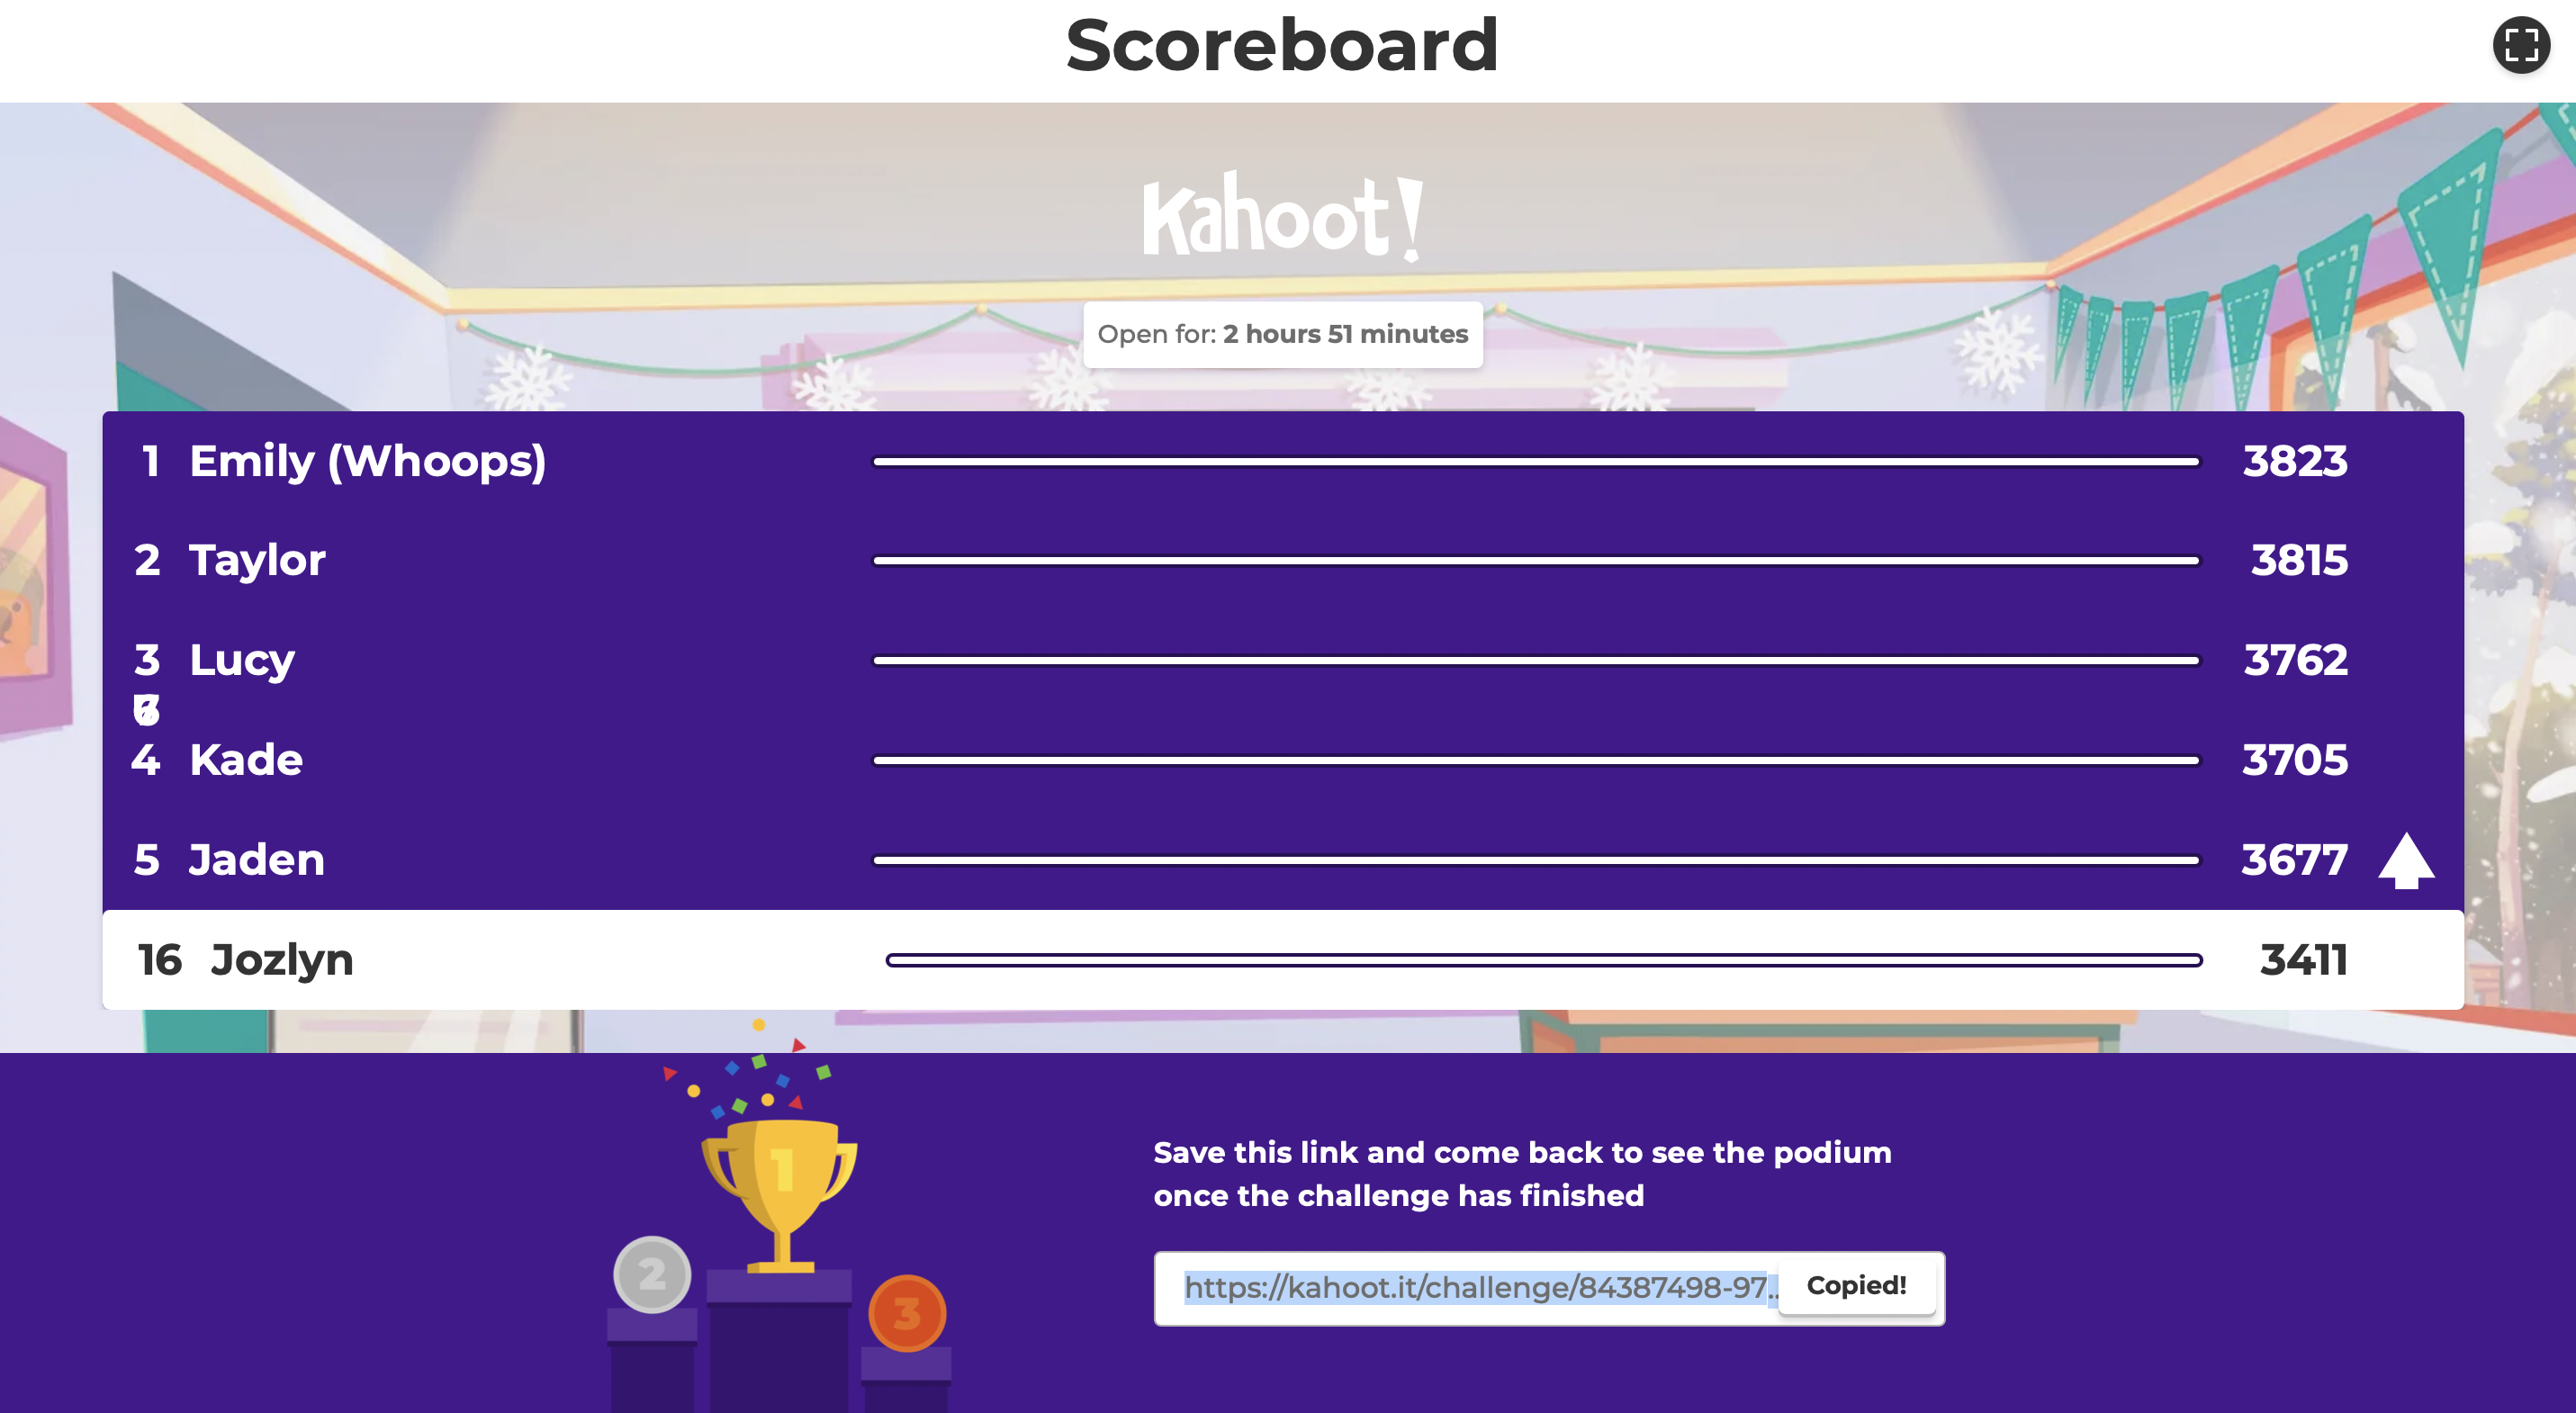 Scoreboard
Kahoot!
Open for: 2 hours 51 minutes
1 Emily (Whoops) 3823
2 Taylor 3815
3 Lucy 3762
4 Kade 3705
5 Jaden 3677
16 Jozlyn 3411
1
2
3
Save this link and come back to see the podium
once the challenge has finished
https://kahoot.it/challenge/84387498-97... Copied!